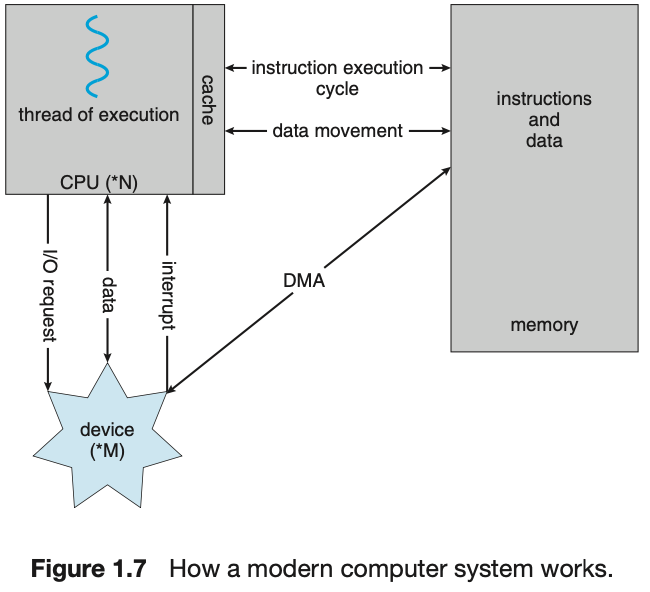 thread of execution
cache
CPU (*N)
instruction execution
cycle
data movement
instructions
and
data
memory
I/O request
data
interrupt
DMA
device
(*M)
Figure 1.7 How a modern computer system works.